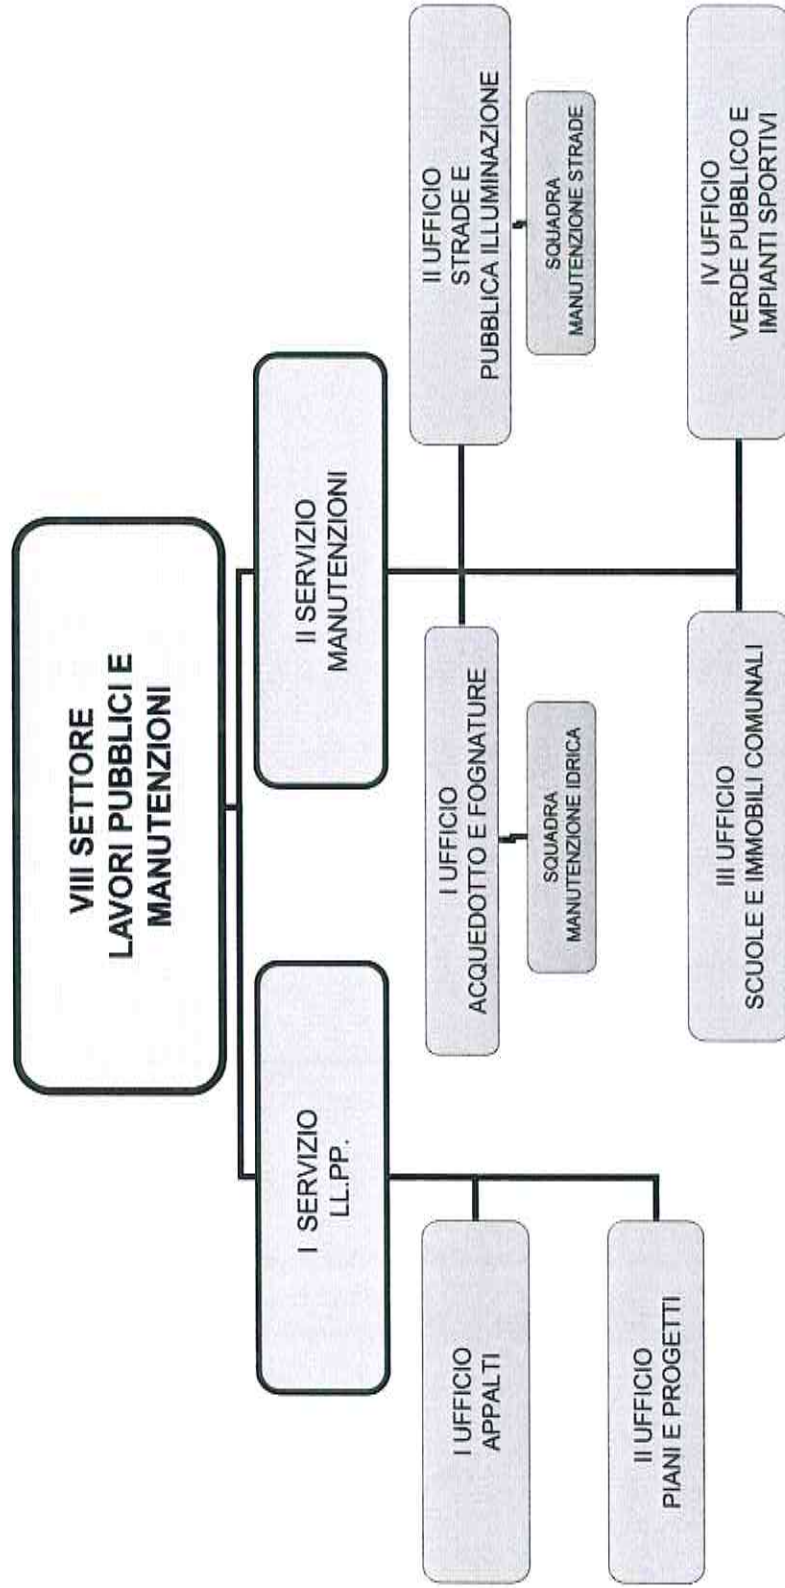 VIII SETTORE
LAVORI PUBBLICI E
MANUTENZIONI
I SERVIZIO
LL.PP.
II SERVIZIO
MANUTENZIONI
I UFFICIO
APPALTI
II UFFICIO
PIANI E PROGETTI
I UFFICIO
ACQUEDOTTO E FOGNATURE
SQUADRA
MANUTENZIONE IDRICA
II UFFICIO
STRADE E
PUBBLICA ILLUMINAZIONE
SQUADRA
MANUTENZIONE STRADE
III UFFICIO
SCUOLE E IMMOBILI COMUNALI
IV UFFICIO
VERDE PUBBLICO E
IMPIANTI SPORTIVI